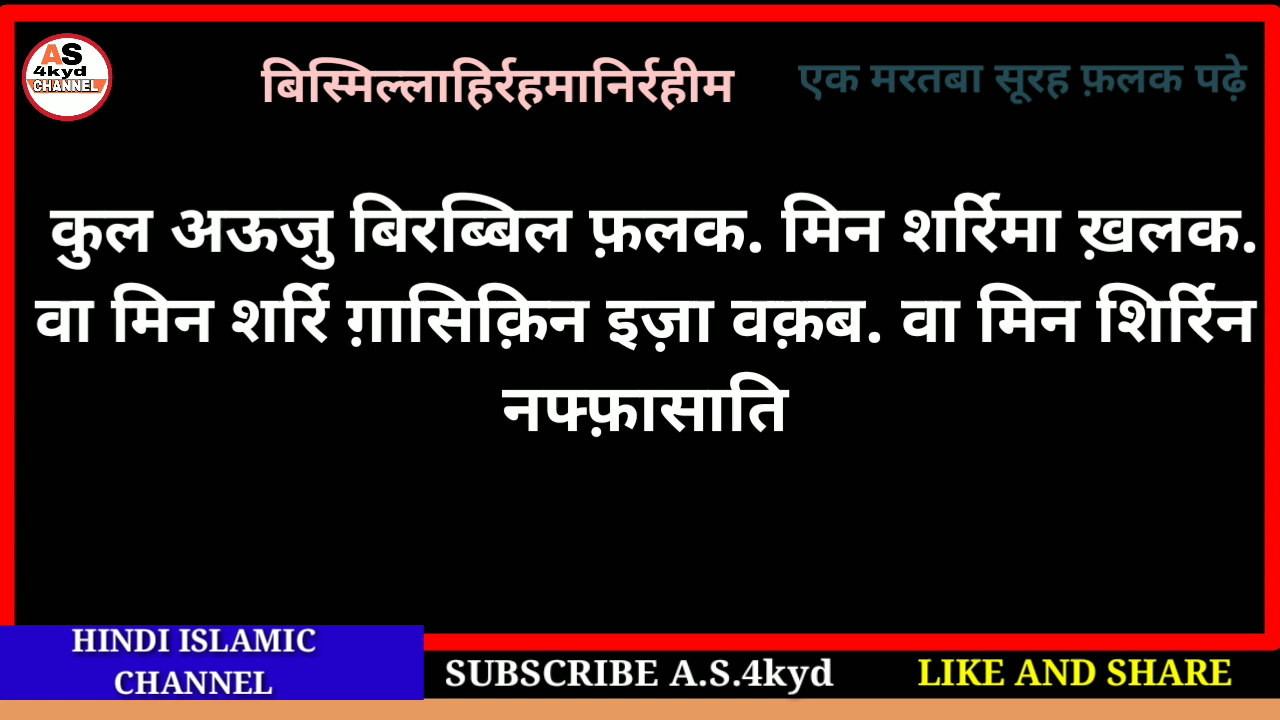 AS
4kyd
CHANNEL
बिस्मिल्लाहिर्रहमानिर्रहीम
एक मरतबा सूरह फ़लक पढ़े
कुल अऊजु बिरब्बिल फ़लक. मिन शर्रिमा ख़लक.
वा मिन शर्रि ग़ासिक़िन इज़ा वक़ब. वा मिन शिर्रिन
नफ्फ़ासाति
HINDI ISLAMIC
CHANNEL
SUBSCRIBE A.S.4kyd
LIKE AND SHARE